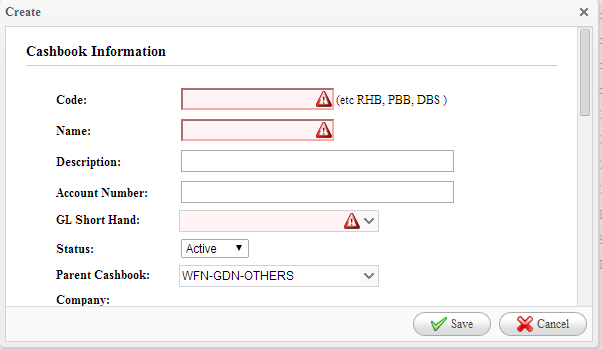 Create
Cashbook Information
Code: (etc RHB, PBB, DBS )
Name:
Description:
Account Number:
GL Short Hand:
Status: Active
Parent Cashbook: WFN-GDN-OTHERS
Company:
Save Cancel